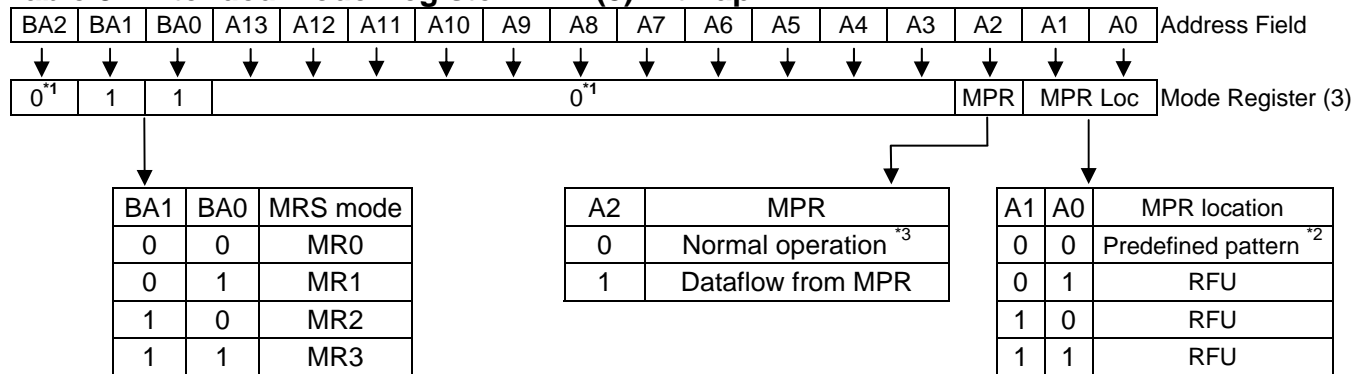 BA2 BA1 BA0 A13 A12 A11 A10 A9 A8 A7 A6 A5 A4 A3 A2 A1 A0 Address Field
0*1 1 1 0*1 MPR MPR Loc Mode Register (3)
BA1 BA0 MRS mode
0 0 MR0
0 1 MR1
1 0 MR2
1 1 MR3
A2 MPR
0 Normal operation *3
1 Dataflow from MPR
A1 A0 MPR location
0 0 Predefined pattern *2
0 1 RFU
1 0 RFU
1 1 RFU